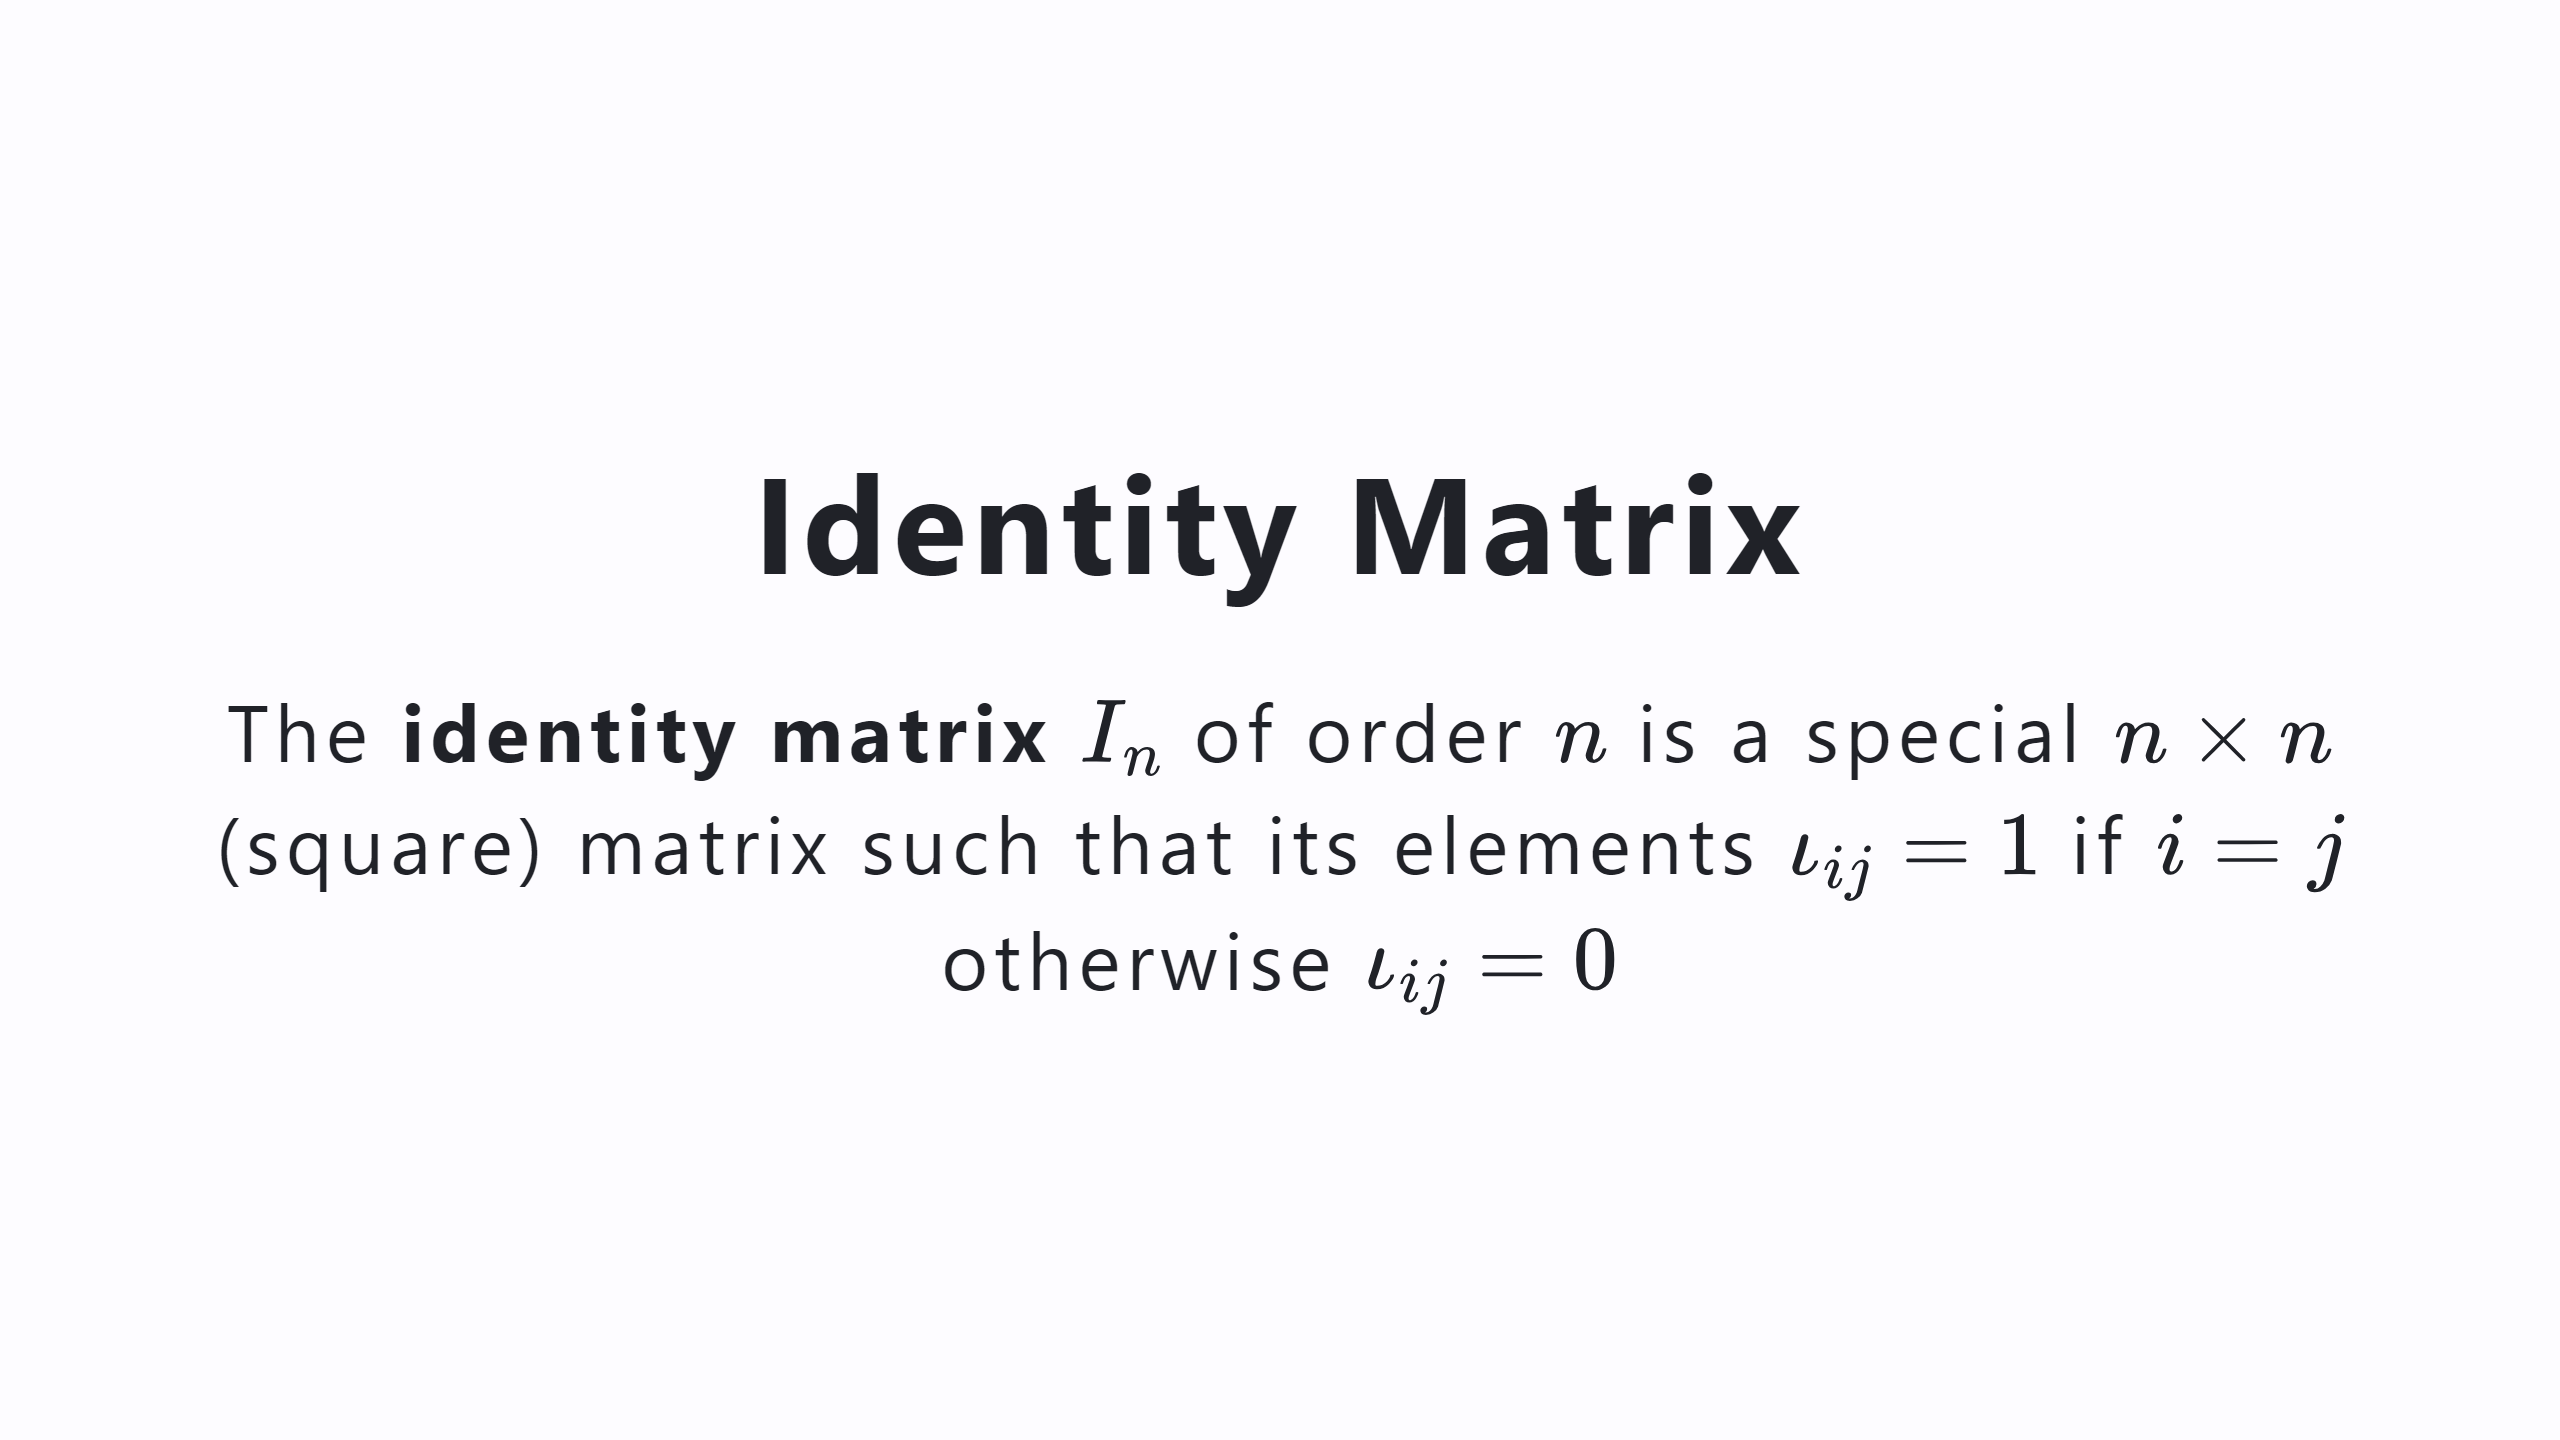 Identity Matrix
The identity matrix Iₙ of order n is a special n × n
(square) matrix such that its elements ιᵢⱼ = 1 if i = j
otherwise ιᵢⱼ = 0